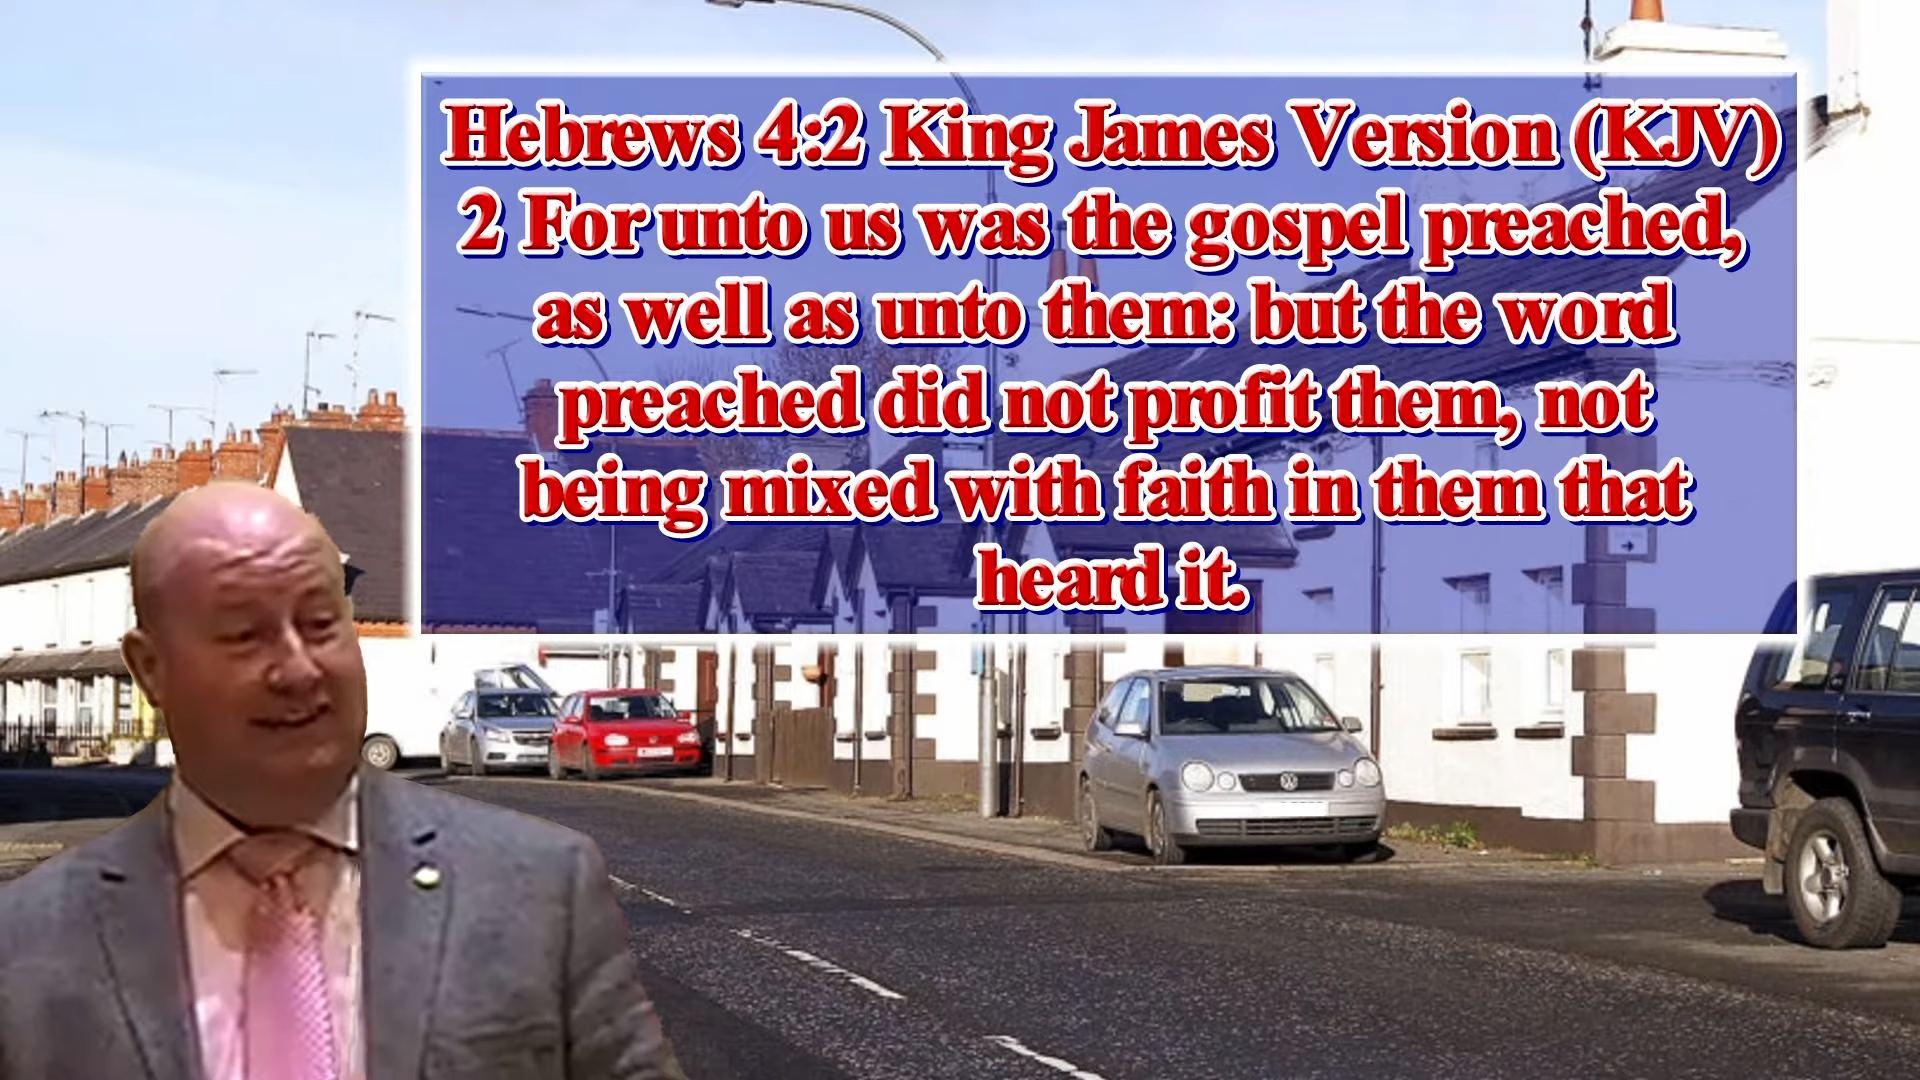 Hebrews 4:2 King James Version (KJV)
2 For unto us was the gospel preached,
as well as unto them: but the word
preached did not profit them, not
being mixed with faith in them that
heard it.